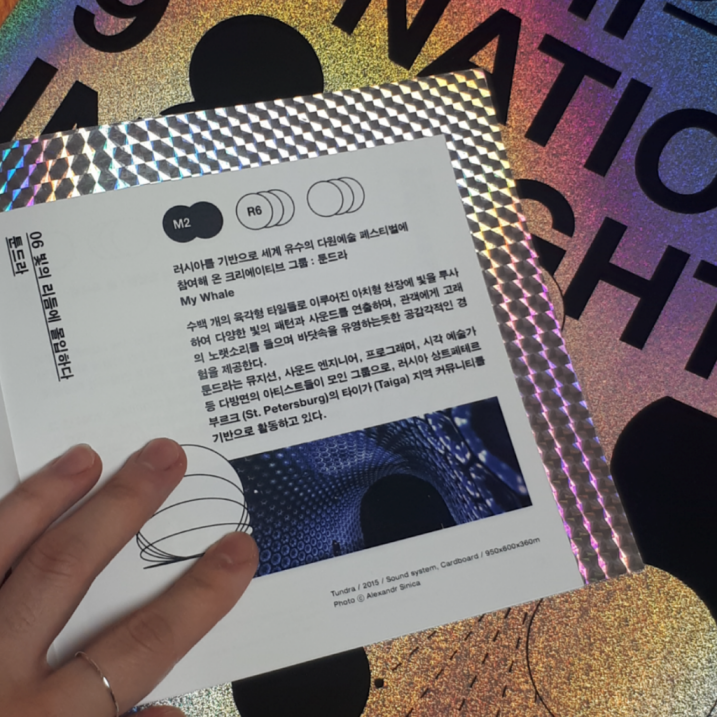 NATIO
GHT
M2
R6
06 빛의 리듬에 몰입하다
툰드라
러시아를 기반으로 세계 유수의 다원예술 페스티벌에
참여해 온 크리에이티브 그룹 : 툰드라
My Whale
수백 개의 육각형 타일들로 이루어진 아치형 천장에 빛을 투사
하여 다양한 빛의 패턴과 사운드를 연출하며, 관객에게 고래
의 노랫소리를 들으며 바닷속을 유영하는듯한 공감각적인 경
험을 제공한다.
툰드라는 뮤지션, 사운드 엔지니어, 프로그래머, 시각 예술가
등 다방면의 아티스트들이 모인 그룹으로, 러시아 상트페테르
부르크 (St. Petersburg)의 타이가 (Taiga) 지역 커뮤니티를
기반으로 활동하고 있다.
Tundra / 2015 / Sound system, Cardboard / 950x600x360m
Photo ⓒ Alexandr Sinica